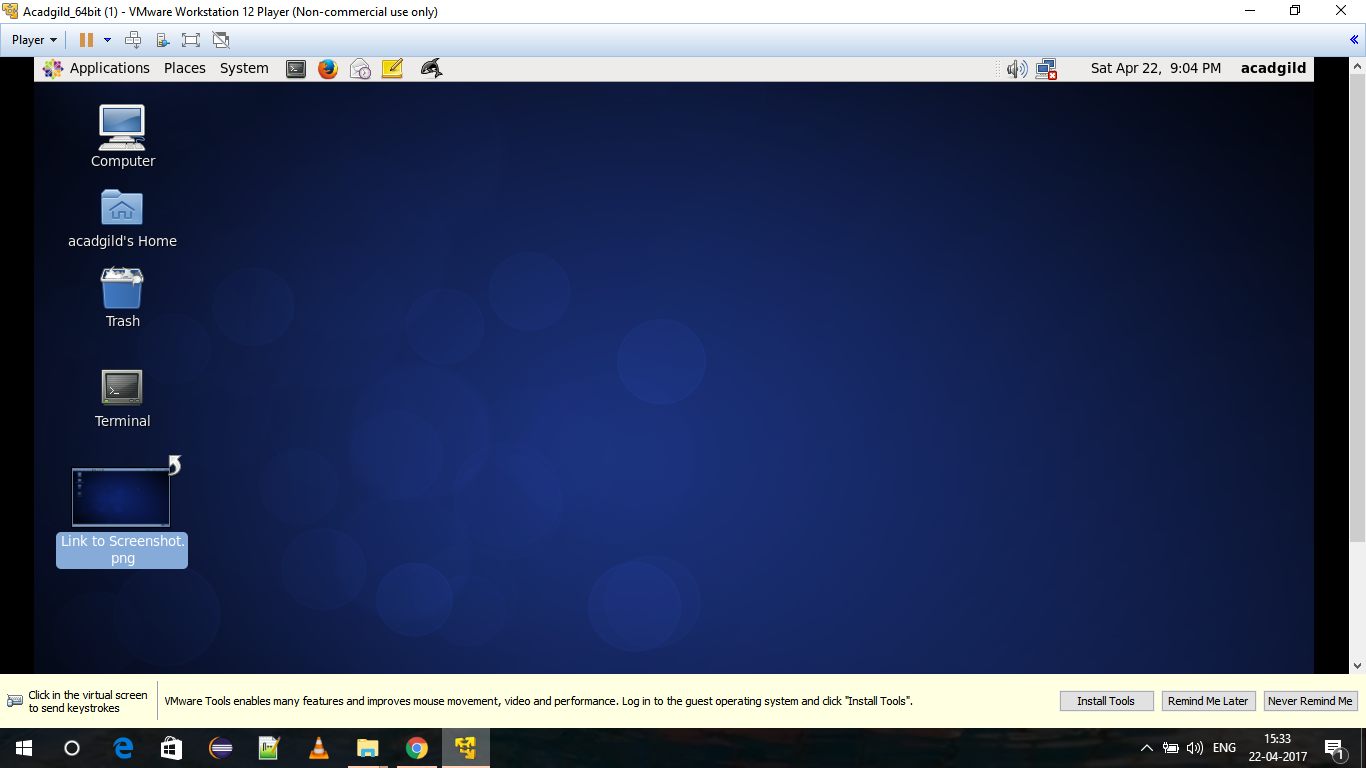 Acadgild_64bit (1) - VMware Workstation 12 Player (Non-commercial use only)
Player
Applications Places System Sat Apr 22, 9:04 PM acadgild
Computer
acadgild's Home
Trash
Terminal
Link to Screenshot.
png
Click in the virtual screen
to send keystrokes
VMware Tools enables many features and improves mouse movement, video and performance. Log in to the guest operating system and click "Install Tools".
Install Tools Remind Me Later Never Remind Me
ENG
15:33
22-04-2017
1